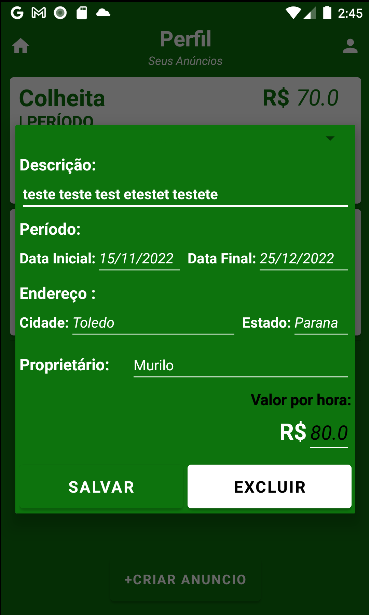 2:45
Perfil
Seus Anúncios
Colheita R$ 70.0
| PERÍODO
Descrição:
teste teste test etestet testete
Período:
Data Inicial: 15/11/2022 Data Final: 25/12/2022
Endereço :
Cidade: Toledo Estado: Parana
Proprietário: Murilo
Valor por hora:
R$ 80.0
SALVAR EXCLUIR
+CRIAR ANUNCIO